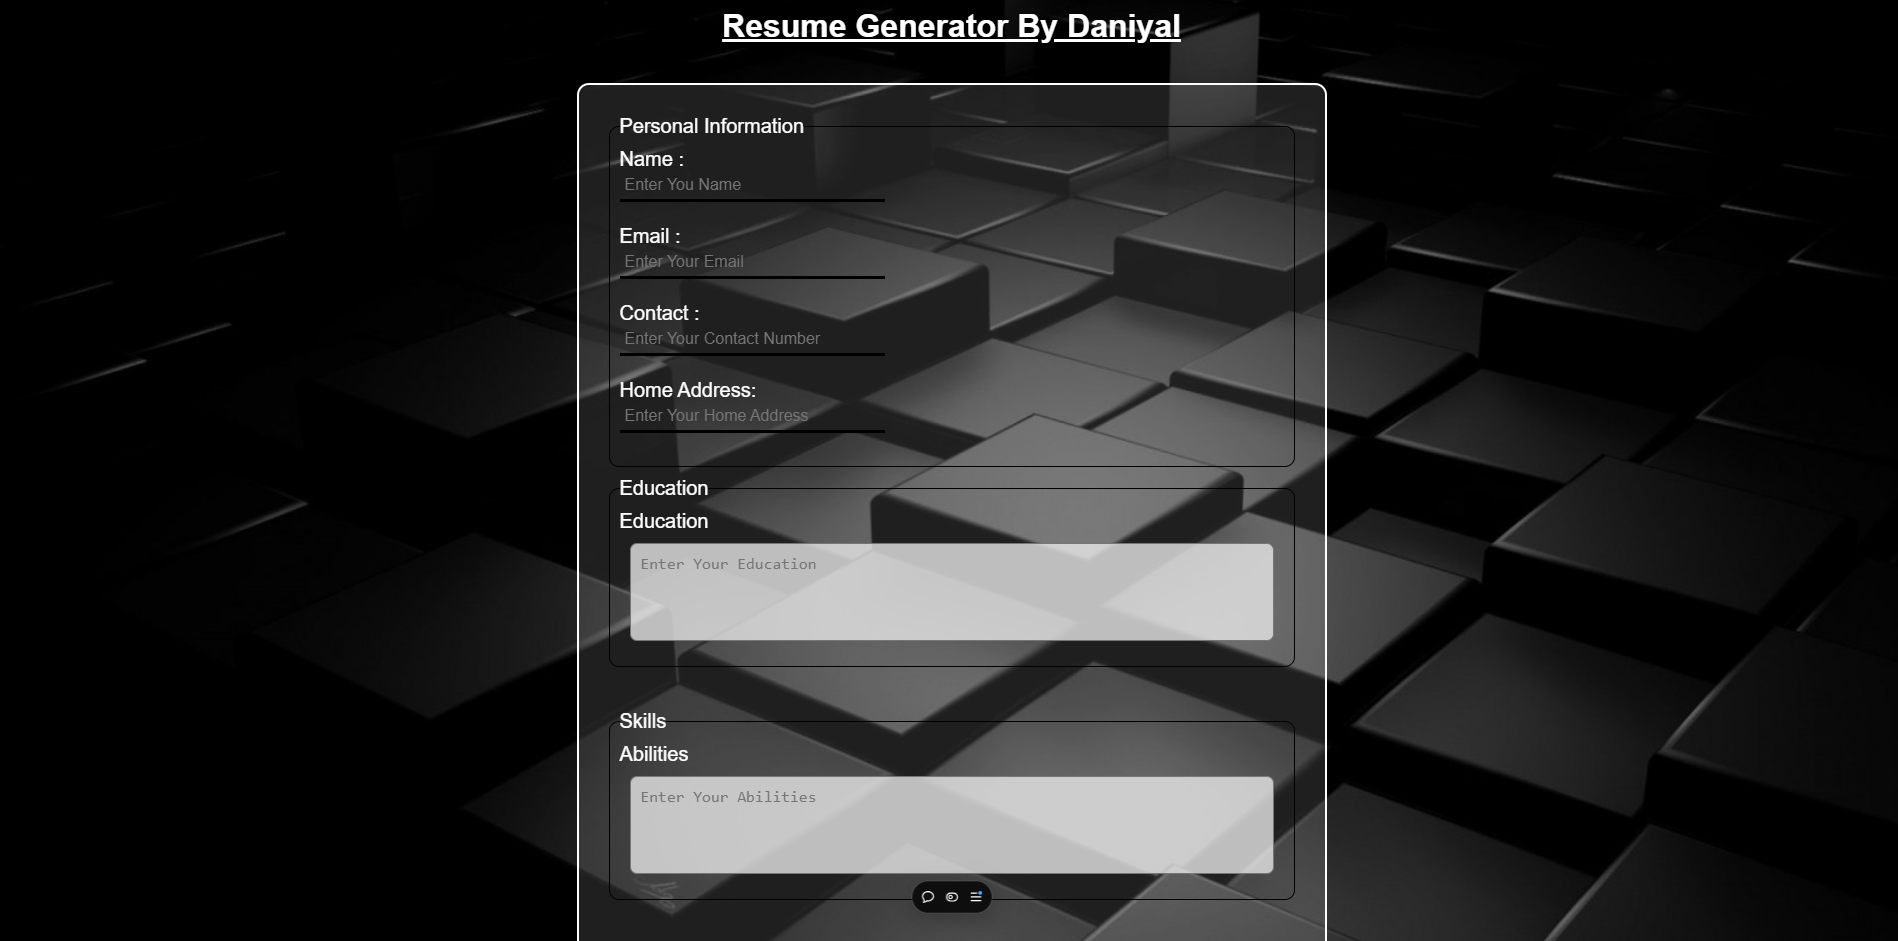 Resume Generator By Daniyal
Personal Information
Name :
Enter You Name
Email :
Enter Your Email
Contact :
Enter Your Contact Number
Home Address:
Enter Your Home Address
Education
Education
Enter Your Education
Skills
Abilities
Enter Your Abilities